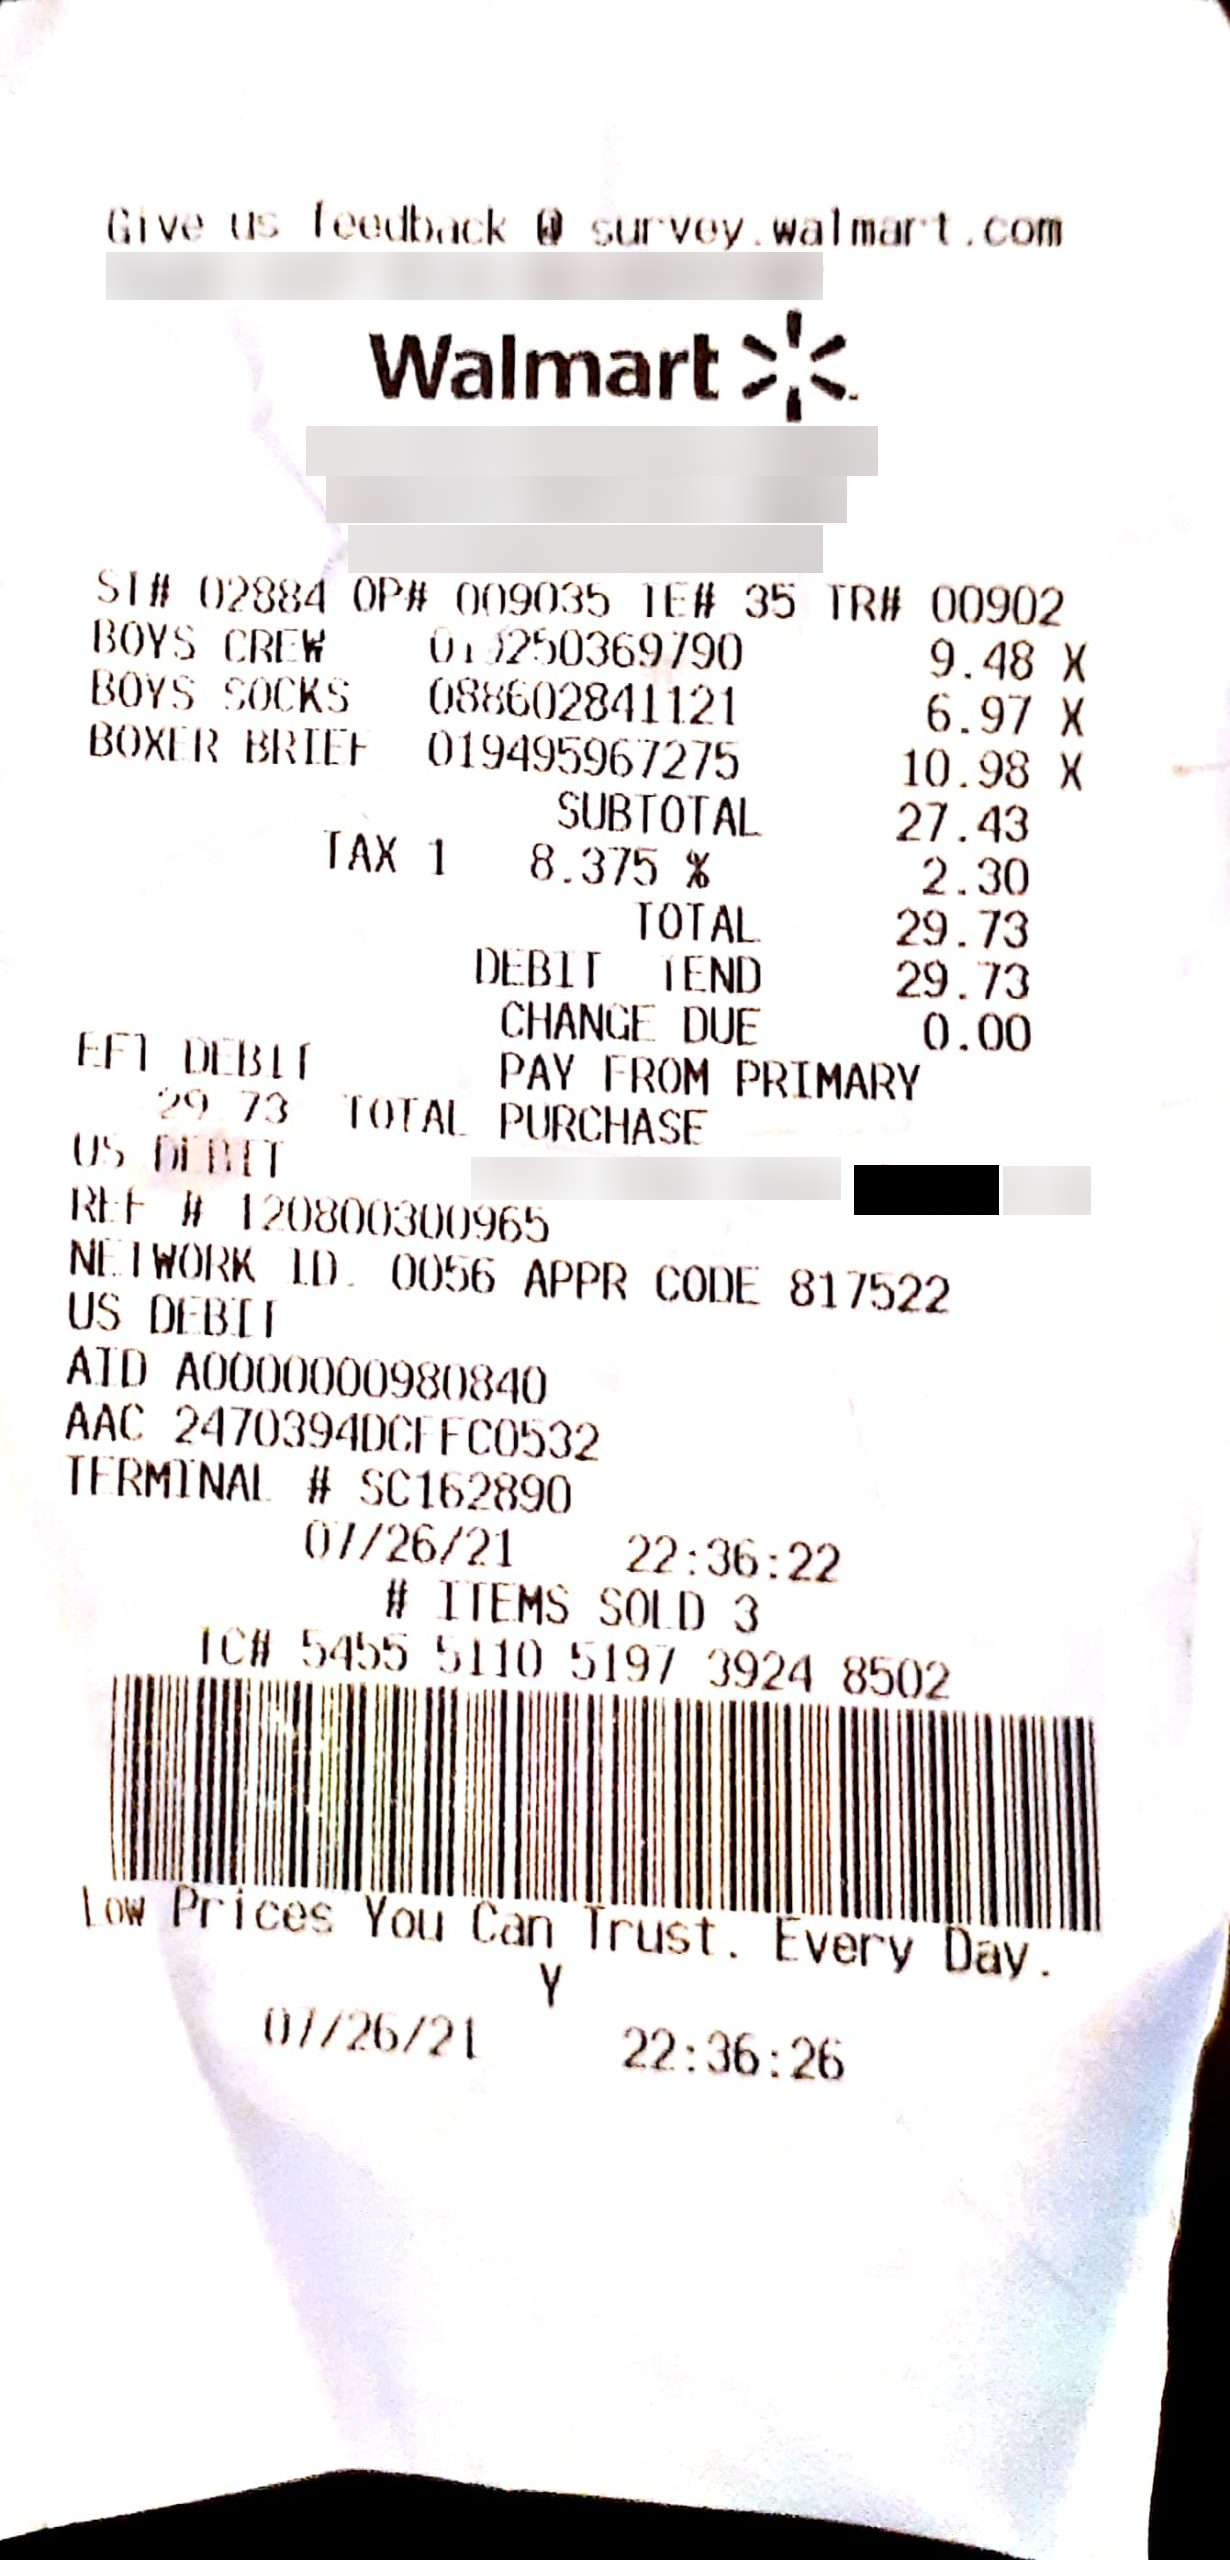 Give us feedback @ survey.walmart.com
Walmart
ST# 02884 OP# 009035 TE# 35 TR# 00902
BOYS CREW 9.48 X
BOYS SOCKS 088602841121 6.97 X
BOXER BRIEF 019495967275 10.98 X
SUBTOTAL 27.43
TAX 1 8.375 % 2.30
TOTAL 29.73
DEBIT TEND 29.73
CHANGE DUE 0.00
EFT DEBIT PAY FROM PRIMARY
29.73 TOTAL PURCHASE
US DEBIT
REF # 120800300965
NETWORK ID. 0056 APPR CODE 817522
US DEBIT
AID A0000000980840
AAC 2470394DCFFC0532
TERMINAL # SC162890
07/26/21 22:36:22
# ITEMS SOLD 3
TC# 5455 5110 5197 3924 8502
Low Prices You Can Trust. Every Day.
Y
07/26/21 22:36:26